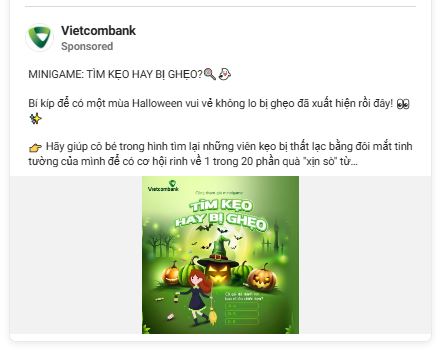 Vietcombank
Sponsored
MINIGAME: TÌM KẸO HAY BỊ GHẸO?🔍👻
Bí kíp để có một mùa Halloween vui vẻ không lo bị ghẹo đã xuất hiện rồi đây! 👀
✨
👉 Hãy giúp cô bé trong hình tìm lại những viên kẹo bị thất lạc bằng đôi mắt tinh
tường của mình để có cơ hội rinh về 1 trong 20 phần quà "xịn sò" từ...
Vietcombank
TÌM KẸO
HAY BỊ GHẸO